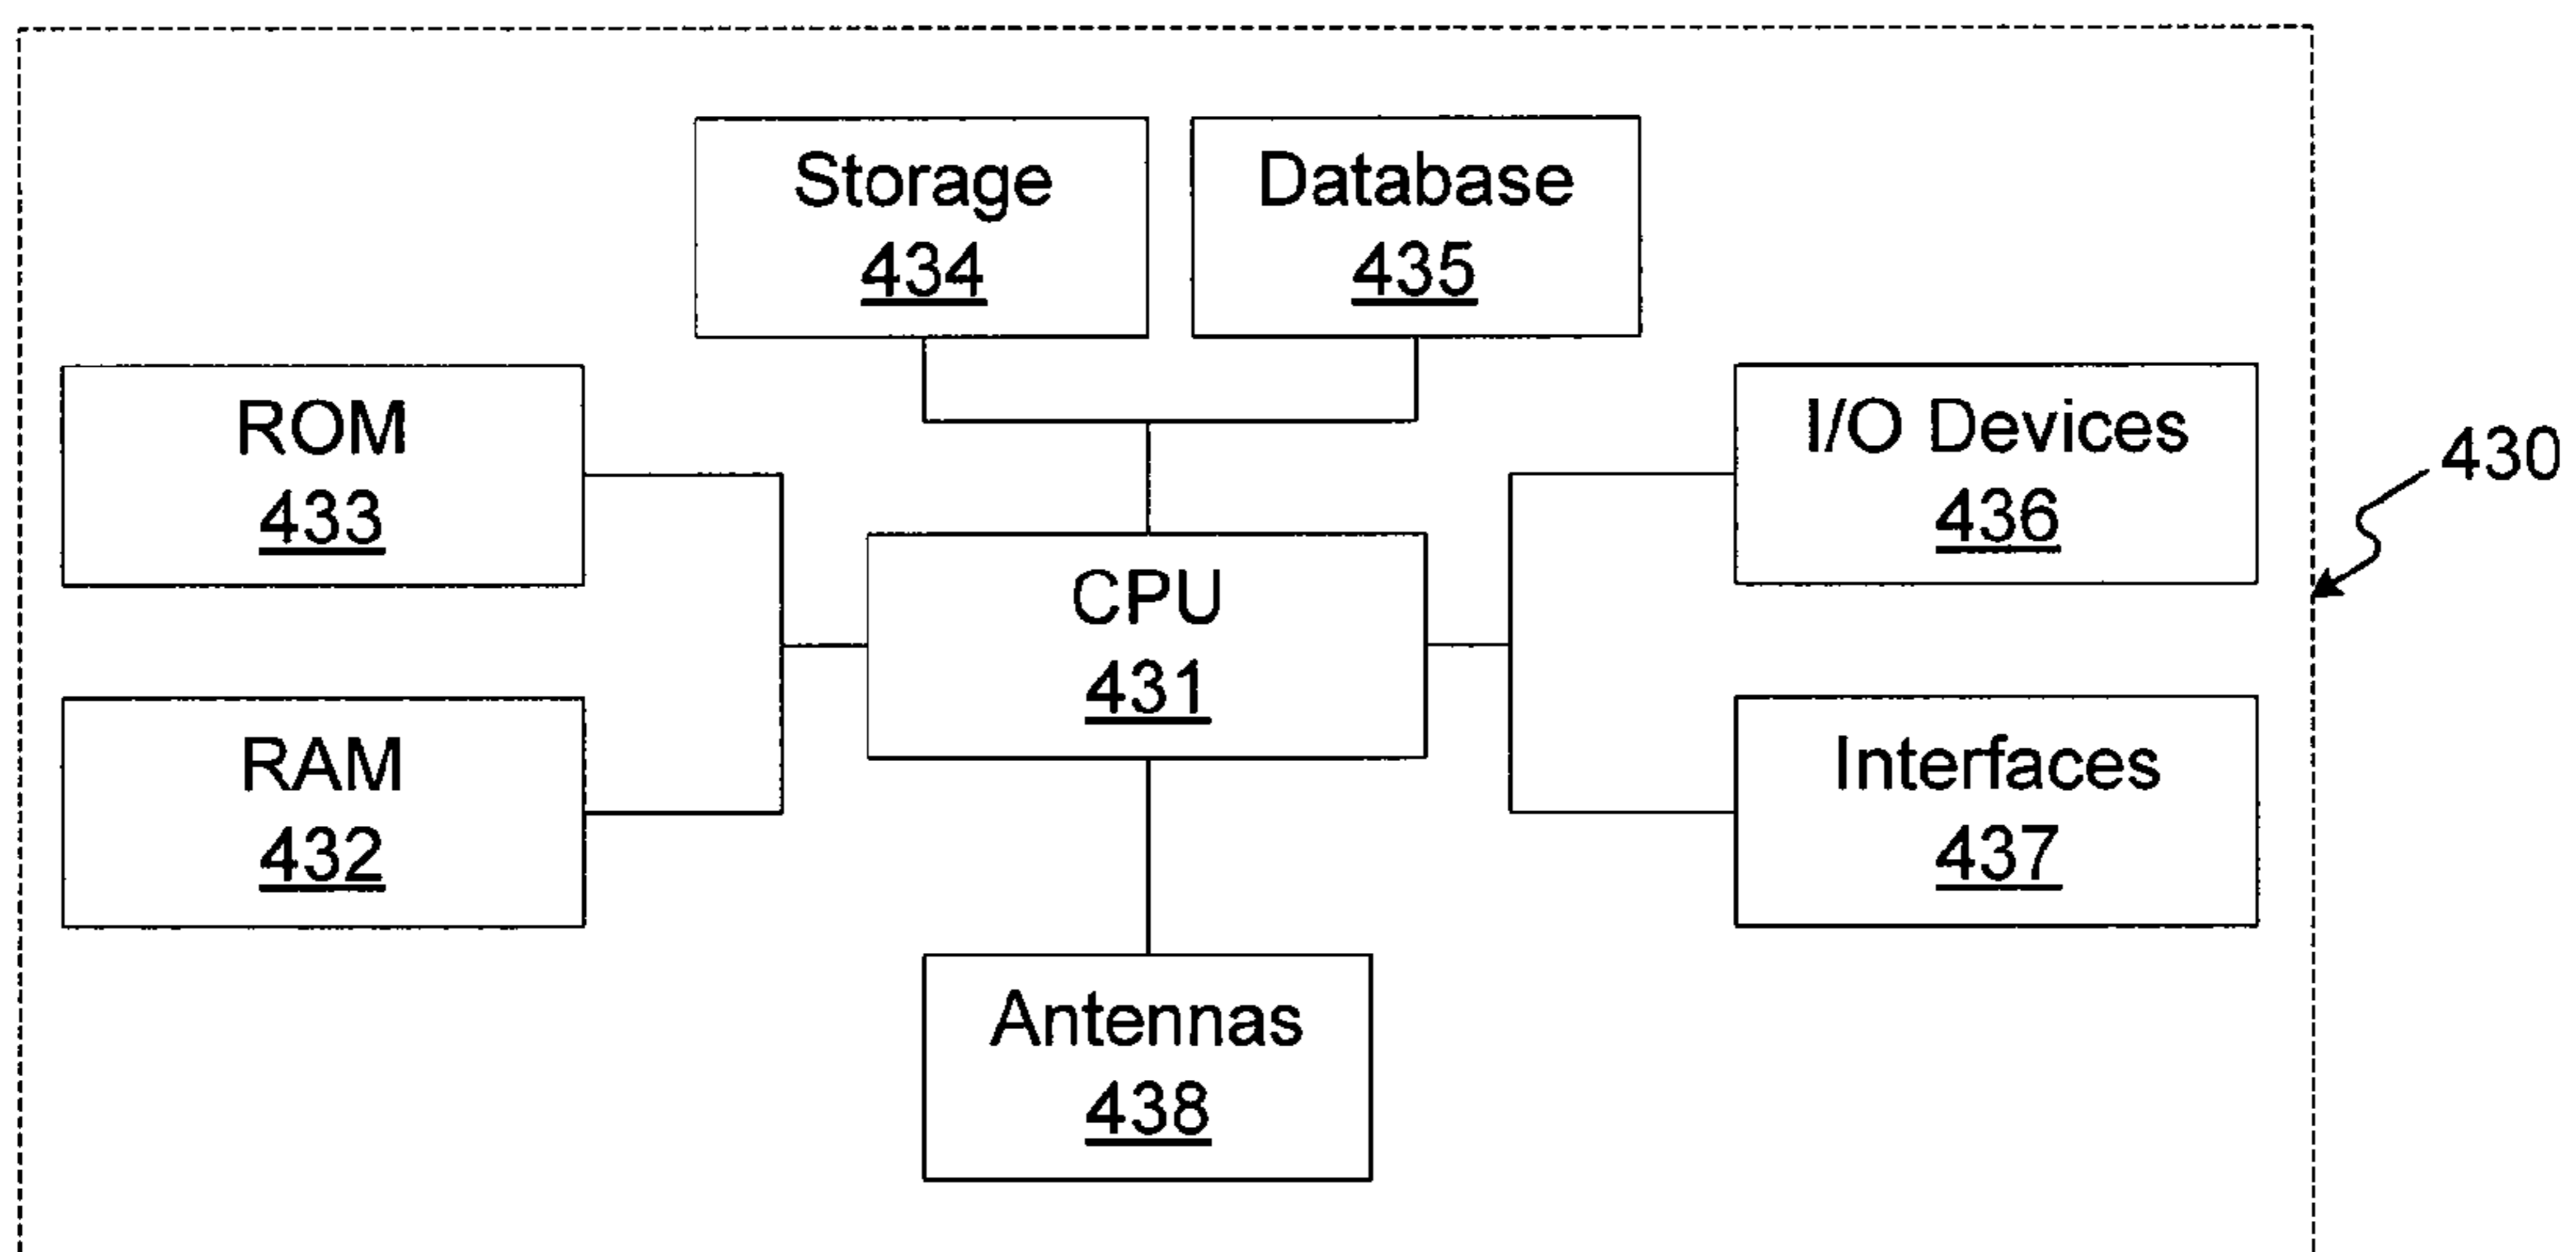 Storage
434
Database
435
ROM
433
I/O Devices
436
430
CPU
431
RAM
432
Interfaces
437
Antennas
438